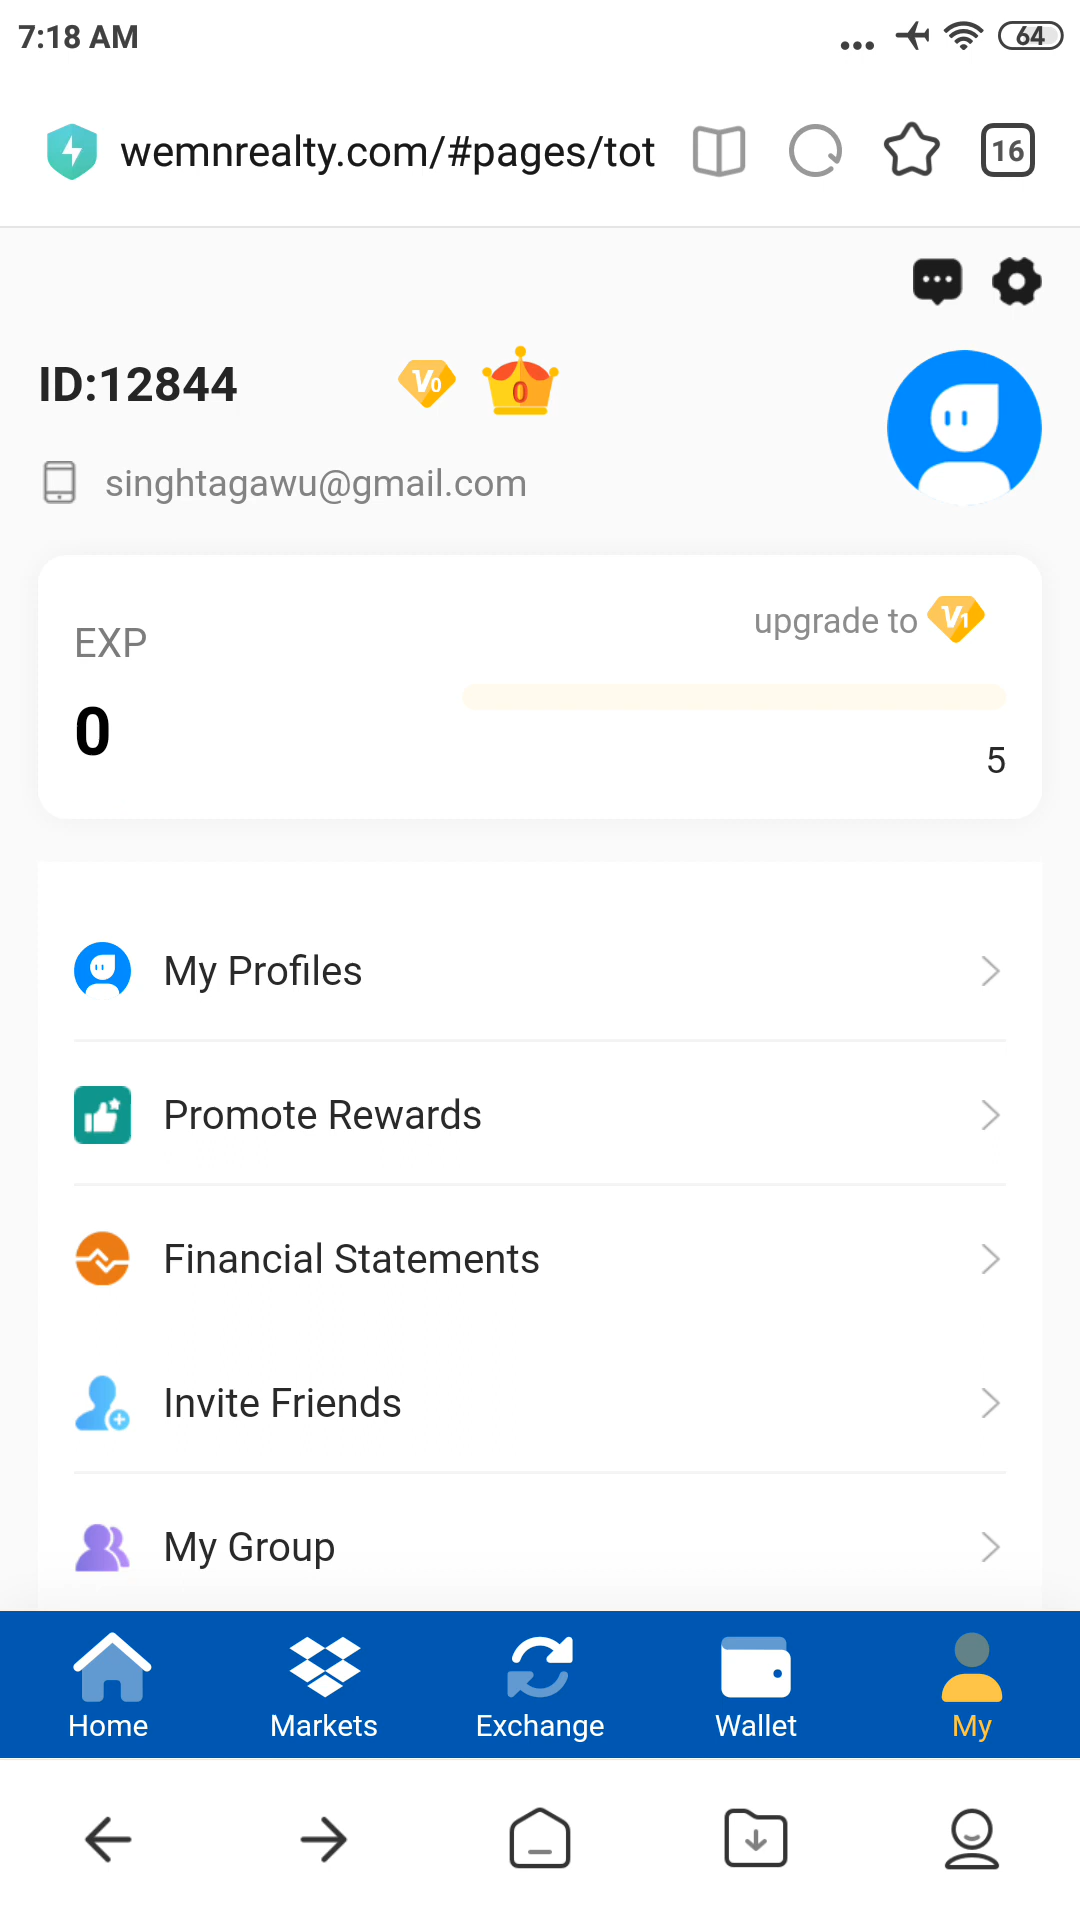 7:18 AM
64
wemnrealty.com/#pages/tot
16
ID:12844
V0
0
singhtagawu@gmail.com
EXP
upgrade to V1
0
5
My Profiles
Promote Rewards
Financial Statements
Invite Friends
My Group
Home
Markets
Exchange
Wallet
My